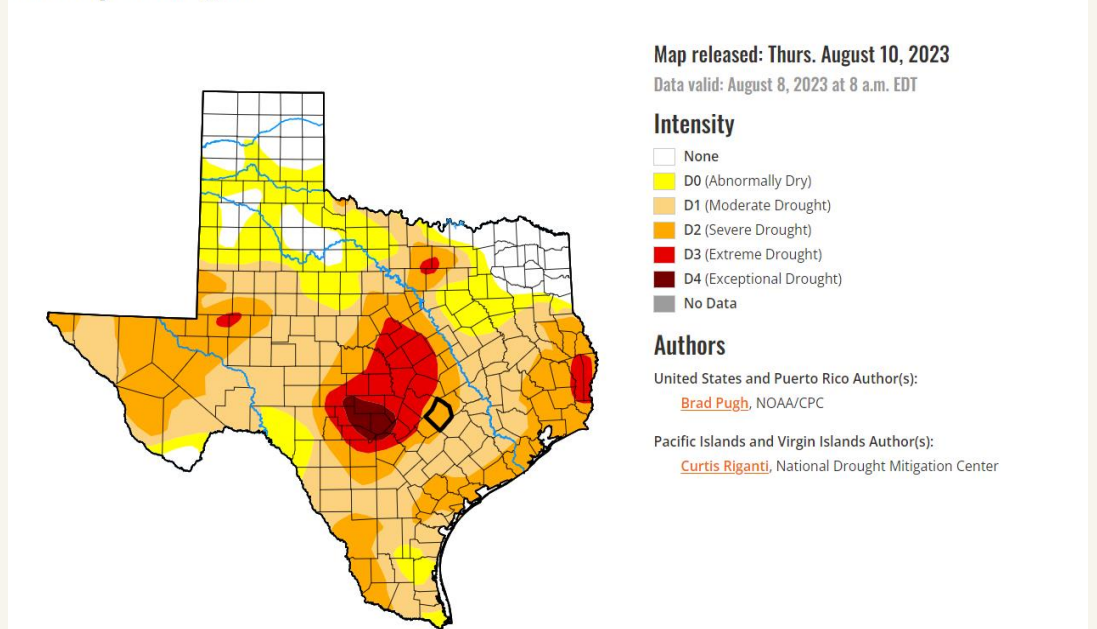 Map released: Thurs. August 10, 2023
Data valid: August 8, 2023 at 8 a.m. EDT
Intensity
None
D0 (Abnormally Dry)
D1 (Moderate Drought)
D2 (Severe Drought)
D3 (Extreme Drought)
D4 (Exceptional Drought)
No Data
Authors
United States and Puerto Rico Author(s):
Brad Pugh, NOAA/CPC
Pacific Islands and Virgin Islands Author(s):
Curtis Riganti, National Drought Mitigation Center